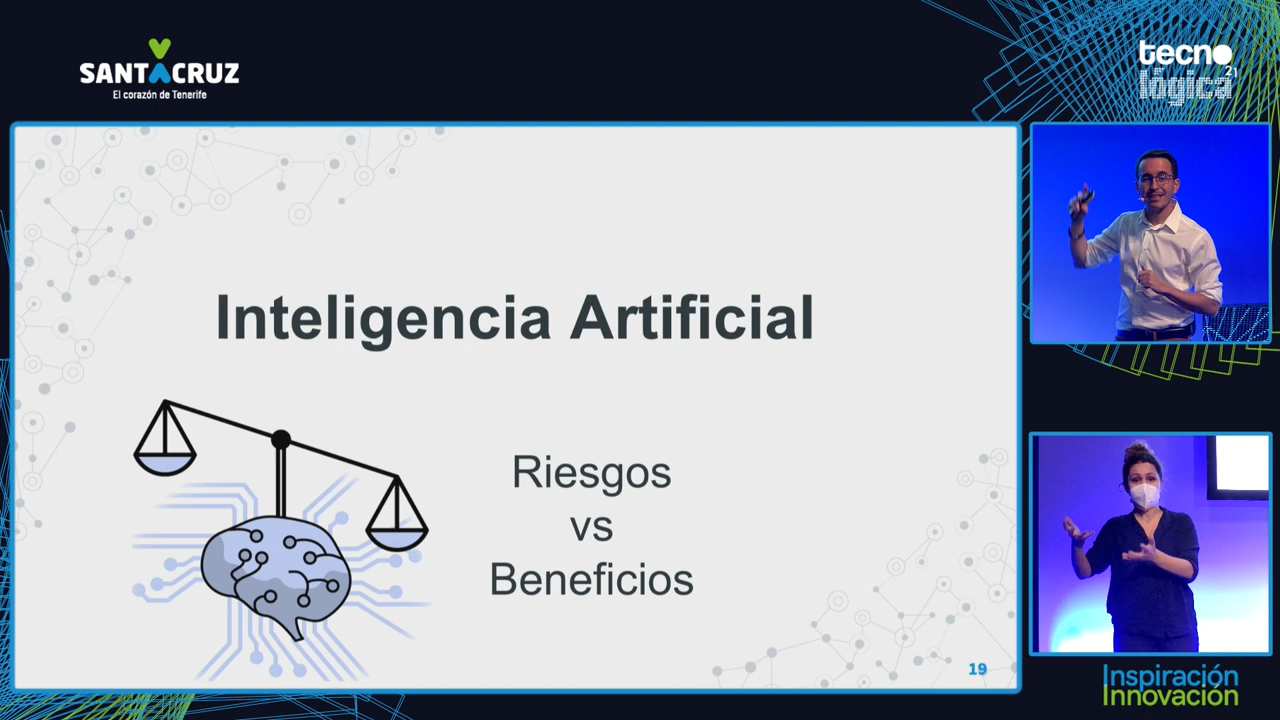 SANTACRUZ
El corazón de Tenerife
tecno
lógica
21
Inteligencia Artificial
Riesgos
vs
Beneficios
19
Inspiración
Innovación